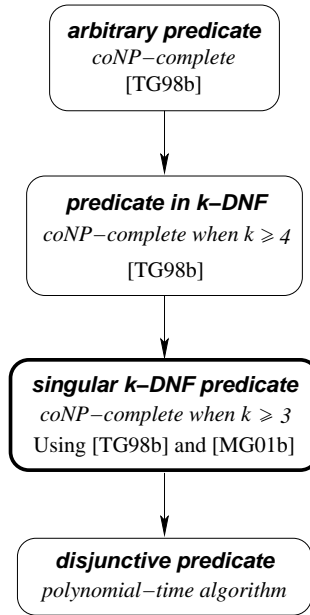 arbitrary predicate
coNP−complete
[TG98b]
predicate in k−DNF
coNP−complete when k ⩾ 4
[TG98b]
singular k−DNF predicate
coNP−complete when k ⩾ 3
Using [TG98b] and [MG01b]
disjunctive predicate
polynomial−time algorithm